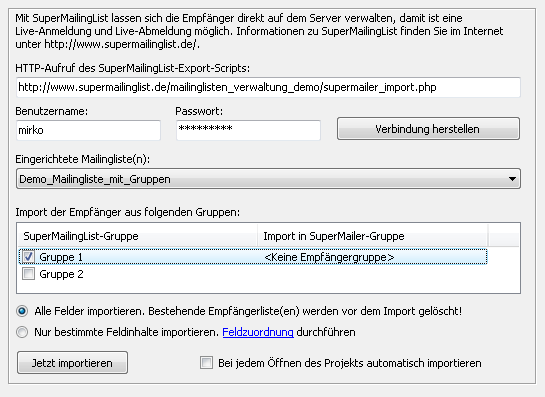 Mit SuperMailingList lassen sich die Empfänger direkt auf dem Server verwalten, damit ist eine
Live-Anmeldung und Live-Abmeldung möglich. Informationen zu SuperMailingList finden Sie im Internet
unter http://www.supermailinglist.de/.
HTTP-Aufruf des SuperMailingList-Export-Scripts:
http://www.supermailinglist.de/mailinglisten_verwaltung_demo/supermailer_import.php
Benutzername: Passwort:
mirko ********* Verbindung herstellen
Eingerichtete Mailingliste(n):
Demo_Mailingliste_mit_Gruppen
Import der Empfänger aus folgenden Gruppen:
SuperMailingList-Gruppe Import in SuperMailer-Gruppe
Gruppe 1 <Keine Empfängergruppe>
Gruppe 2
Alle Felder importieren. Bestehende Empfängerliste(en) werden vor dem Import gelöscht!
Nur bestimmte Feldinhalte importieren. Feldzuordnung durchführen
Jetzt importieren Bei jedem Öffnen des Projekts automatisch importieren